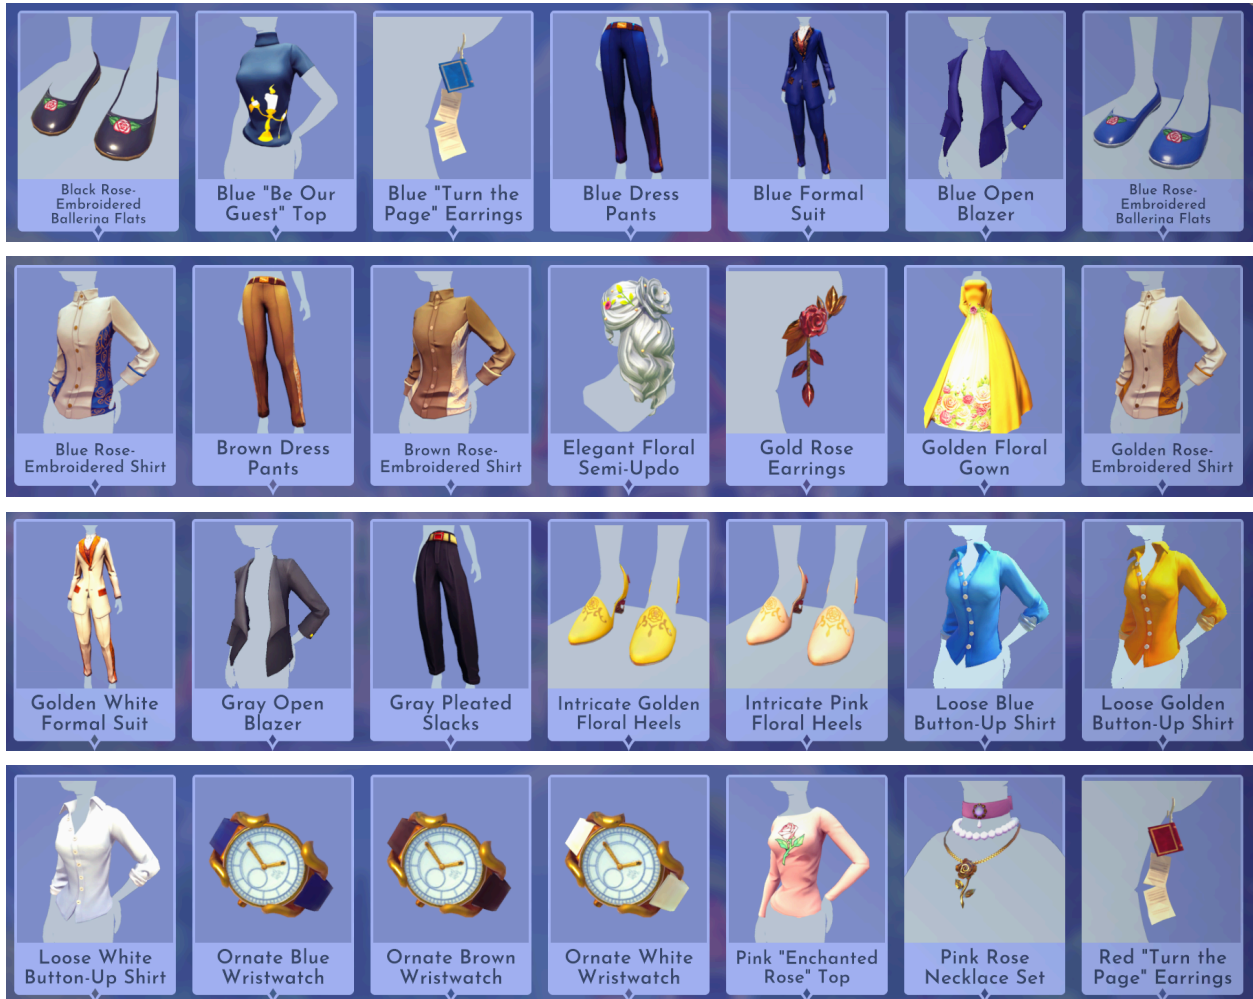 Black Rose-
Embroidered
Ballerina Flats
Blue "Be Our
Guest" Top
Blue "Turn the
Page" Earrings
Blue Dress
Pants
Blue Formal
Suit
Blue Open
Blazer
Blue Rose-
Embroidered
Ballerina Flats
Blue Rose-
Embroidered Shirt
Brown Dress
Pants
Brown Rose-
Embroidered Shirt
Elegant Floral
Semi-Updo
Gold Rose
Earrings
Golden Floral
Gown
Golden Rose-
Embroidered Shirt
Golden White
Formal Suit
Gray Open
Blazer
Gray Pleated
Slacks
Intricate Golden
Floral Heels
Intricate Pink
Floral Heels
Loose Blue
Button-Up Shirt
Loose Golden
Button-Up Shirt
Loose White
Button-Up Shirt
Ornate Blue
Wristwatch
Ornate Brown
Wristwatch
Ornate White
Wristwatch
Pink "Enchanted
Rose" Top
Pink Rose
Necklace Set
Red "Turn the
Page" Earrings